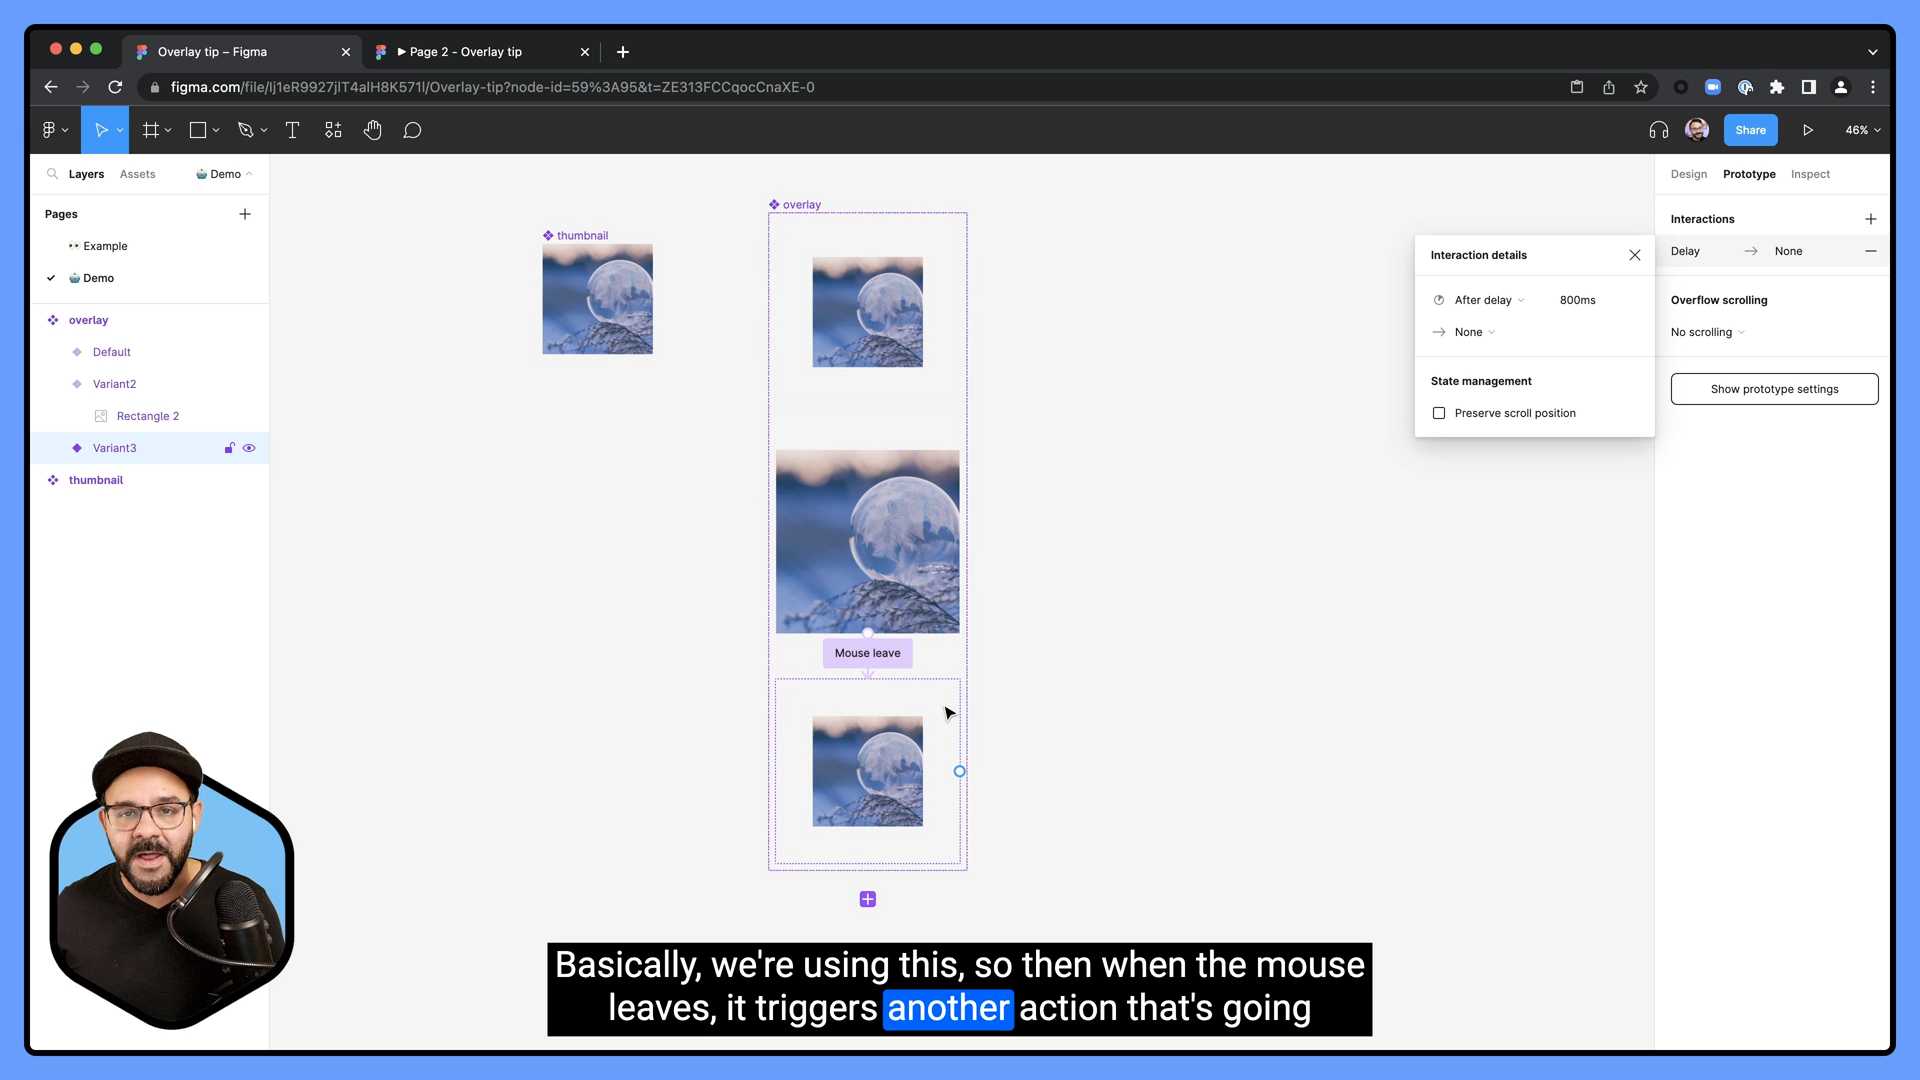 Overlay tip – Figma
Page 2 - Overlay tip
figma.com/file/lj1eR9927jlT4alH8K571l/Overlay-tip?node-id=59%3A95&t=ZE313FCCqocCnaXE-0
Share
46%
Layers
Assets
Demo
Pages
Example
Demo
overlay
Default
Variant2
Rectangle 2
Variant3
thumbnail
thumbnail
overlay
Mouse leave
Interaction details
After delay
800ms
None
State management
Preserve scroll position
Design
Prototype
Inspect
Interactions
Delay
None
Overflow scrolling
No scrolling
Show prototype settings
Basically, we're using this, so then when the mouse
leaves, it triggers another action that's going